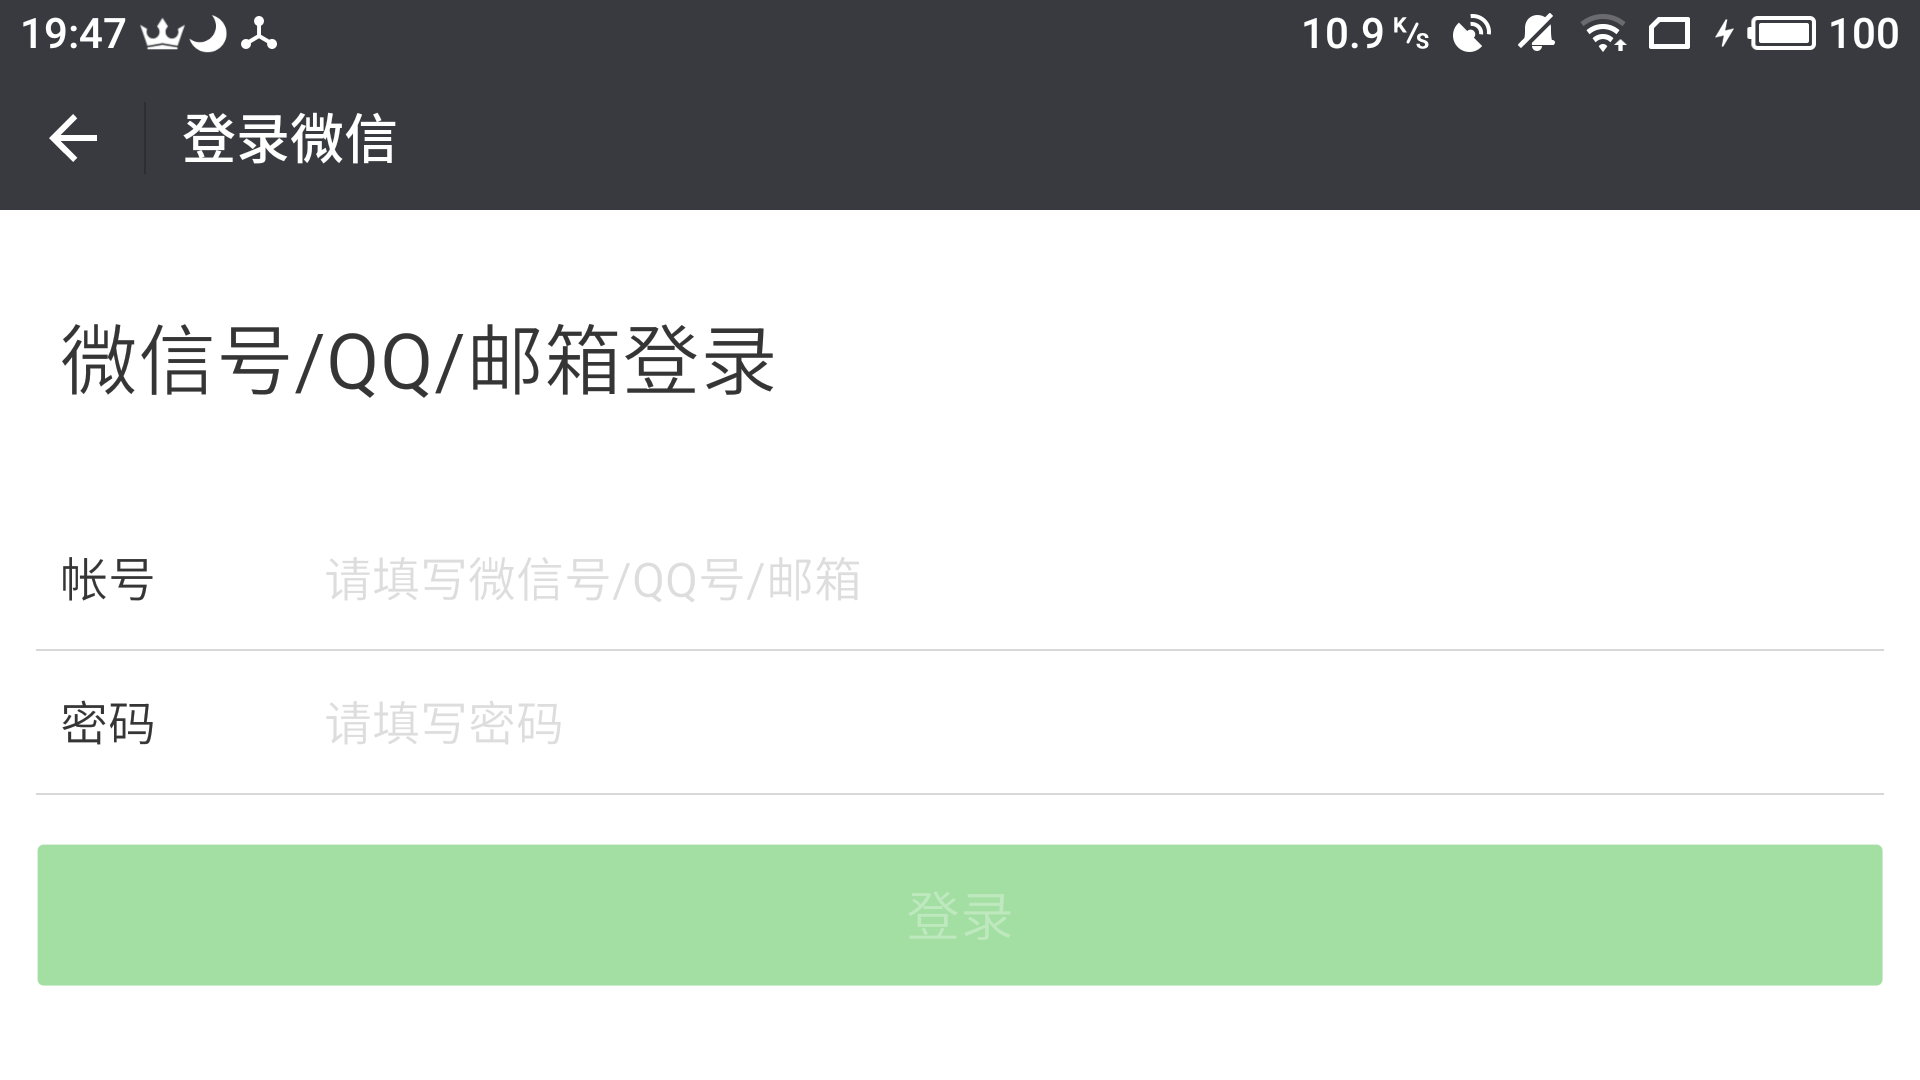 19:47 10.9 K/s 100
登录微信
微信号/QQ/邮箱登录
帐号 请填写微信号/QQ号/邮箱
密码 请填写密码
登录